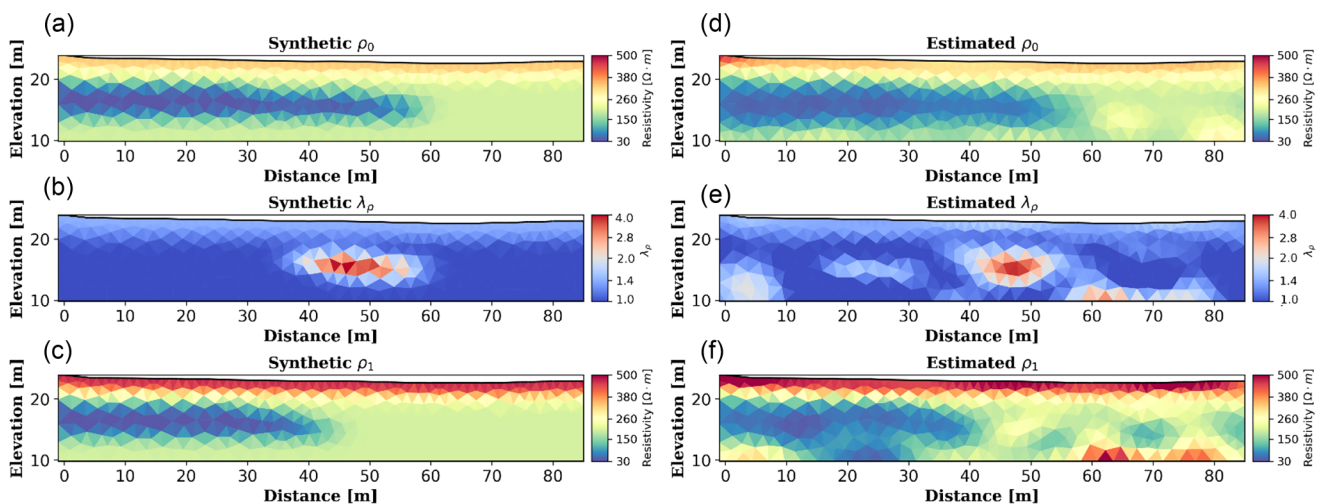 (a)
Synthetic ρ₀
Elevation [m]
20
10
0 10 20 30 40 50 60 70 80
Distance [m]
500
380
260
150
30
Resistivity [Ω · m]
(b)
Synthetic λρ
Elevation [m]
20
10
0 10 20 30 40 50 60 70 80
Distance [m]
4.0
2.8
2.0
1.4
1.0
λρ
(c)
Synthetic ρ₁
Elevation [m]
20
10
0 10 20 30 40 50 60 70 80
Distance [m]
500
380
260
150
30
Resistivity [Ω · m]
(d)
Estimated ρ₀
Elevation [m]
20
10
0 10 20 30 40 50 60 70 80
Distance [m]
500
380
260
150
30
Resistivity [Ω · m]
(e)
Estimated λρ
Elevation [m]
20
10
0 10 20 30 40 50 60 70 80
Distance [m]
4.0
2.8
2.0
1.4
1.0
λρ
(f)
Estimated ρ₁
Elevation [m]
20
10
0 10 20 30 40 50 60 70 80
Distance [m]
500
380
260
150
30
Resistivity [Ω · m]